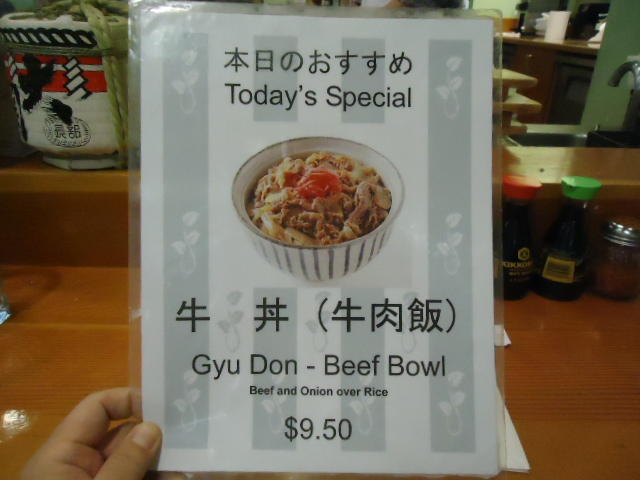 本日のおすすめ
Today's Special
牛 丼（牛肉飯）
Gyu Don - Beef Bowl
Beef and Onion over Rice
$9.50
KIKKOMAN